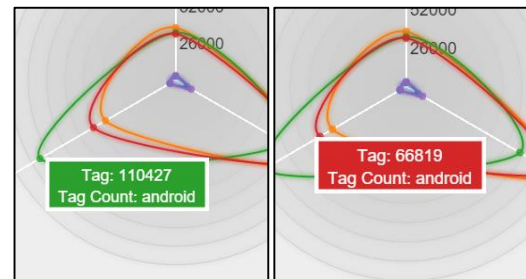 52000
26000
Tag: 110427
Tag Count: android
52000
26000
Tag: 66819
Tag Count: android